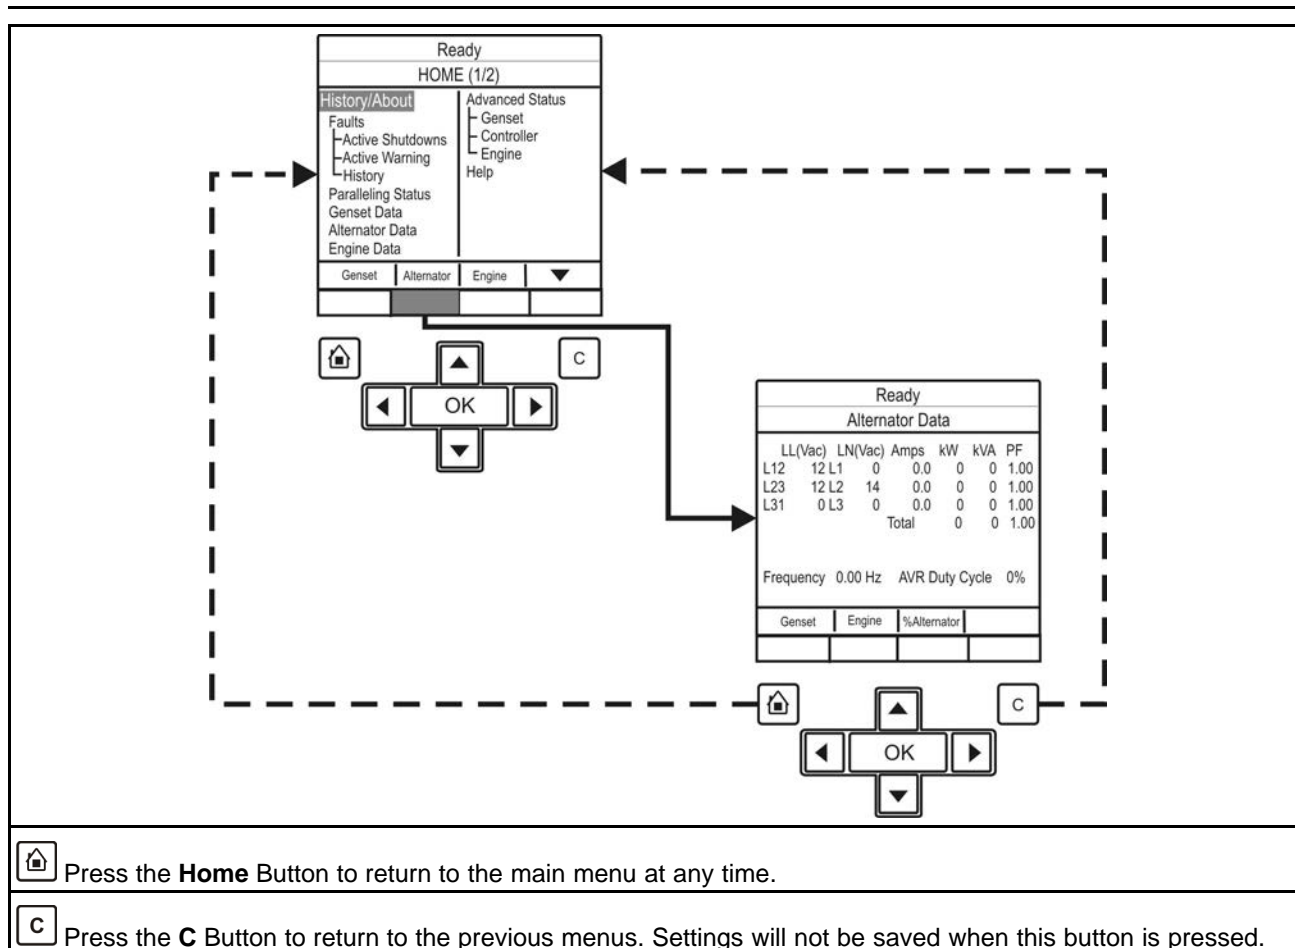 Ready
HOME (1/2)
History/About
Faults
Active Shutdowns
Active Warning
History
Paralleling Status
Genset Data
Alternator Data
Engine Data
Advanced Status
Genset
Controller
Engine
Help
Genset Alternator Engine
C
OK
Ready
Alternator Data
LL(Vac) LN(Vac) Amps kW kVA PF
L12 12 L1 0 0.0 0 0 1.00
L23 12 L2 14 0.0 0 0 1.00
L31 0 L3 0 0.0 0 0 1.00
Total 0 0 1.00
Frequency 0.00 Hz AVR Duty Cycle 0%
Genset Engine %Alternator
C
OK
Press the Home Button to return to the main menu at any time.
C Press the C Button to return to the previous menus. Settings will not be saved when this button is pressed.